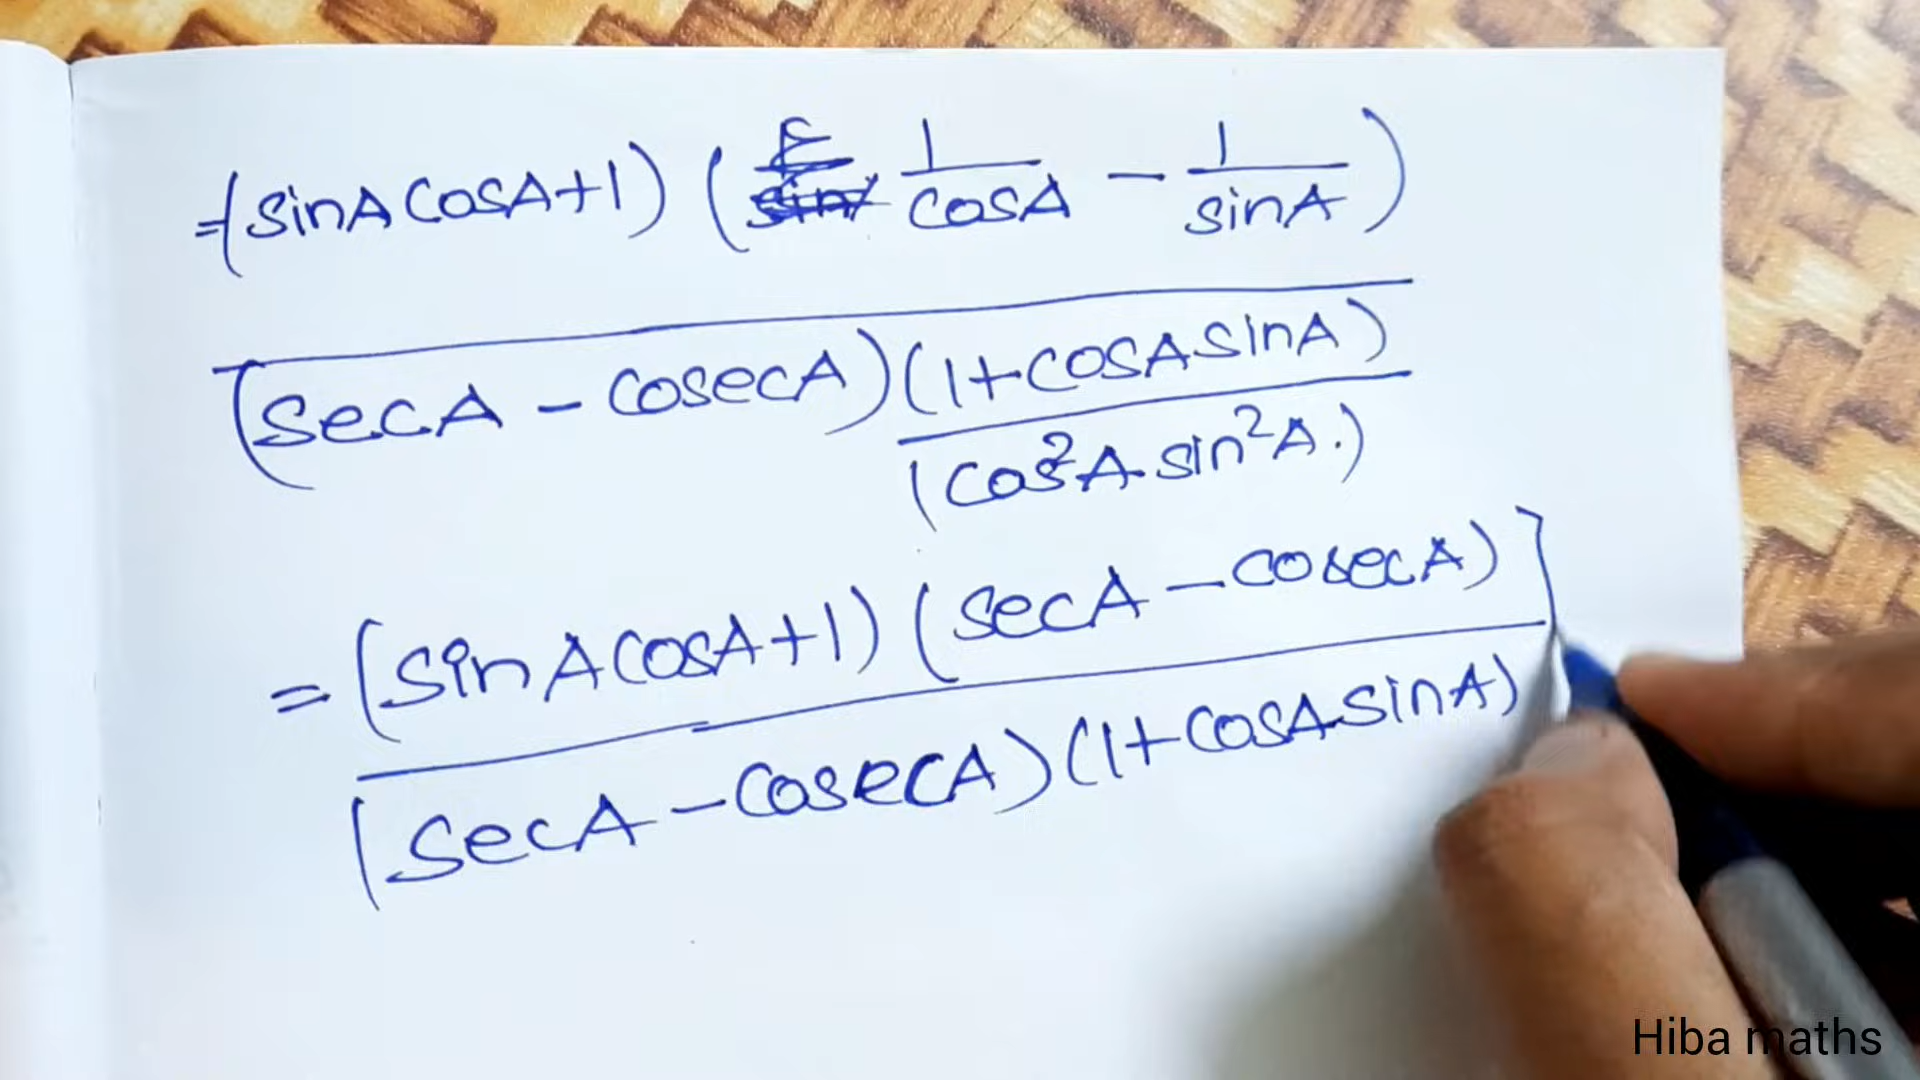 =(sinA cosA+1) ( 1/cosA - 1/sinA )
(secA - cosecA) (1+cosA sinA)
(cos²A sin²A.)
= (sin A cosA+1) (secA - cosecA) ]
(secA - cosecA) (1+cosA sinA)
Hiba maths